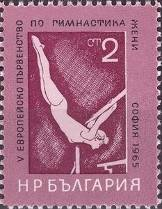 V ЕВРОПЕЙСКО ПЪРВЕНСТВО
ПО ГИМНАСТИКА
ЖЕНИ
СОФИЯ 1965
СТ 2
НР БЪЛГАРИЯ